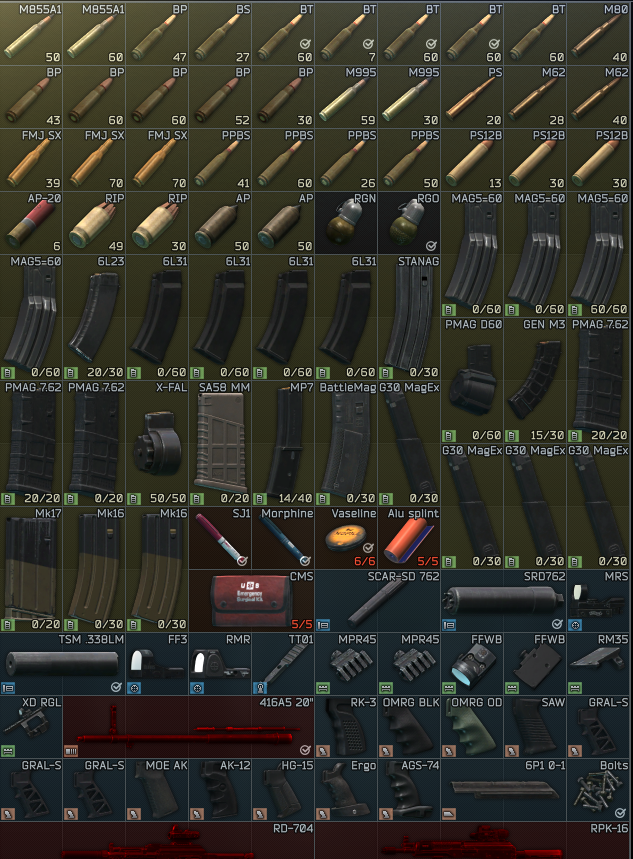 M855A1 M855A1 BP BS BT BT BT BT BT M80
50 60 47 27 60 7 60 60 60 40
BP BP BP BP BP M995 M995 PS M62 M62
43 60 60 52 30 59 30 20 28 40
FMJ SX FMJ SX FMJ SX PPBS PPBS PPBS PPBS PS12B PS12B PS12B
39 70 70 41 60 26 50 13 30 30
AP-20 RIP RIP AP AP RGN RGO MAG5-60 MAG5-60 MAG5-60
6 49 30 50 50
MAG5-60 6L23 6L31 6L31 6L31 6L31 STANAG
0/60 0/60 60/60
PMAG D60 GEN M3 PMAG 7.62
0/60 20/30 0/60 0/60 0/60 0/60 0/30
PMAG 7.62 PMAG 7.62 X-FAL SA58 MM MP7 BattleMag G30 MagEx
0/60 15/30 20/20
G30 MagEx G30 MagEx G30 MagEx
20/20 20/20 50/50 0/20 14/40 0/30 0/30
Mk17 Mk16 Mk16 SJ1 Morphine Vaseline Alu splint
6/6 5/5 0/30 0/30 0/30
CMS SCAR-SD 762 SRD762 MRS
Emergency
Surgical Kit
0/20 0/30 0/30 5/5
TSM .338LM FF3 RMR TT01 MPR45 MPR45 FFWB FFWB RM35
XD RGL 416A5 20" RK-3 OMRG BLK OMRG OD SAW GRAL-S
GRAL-S GRAL-S MOE AK AK-12 HG-15 Ergo AGS-74 6P1 0-1 Bolts
RD-704 RPK-16